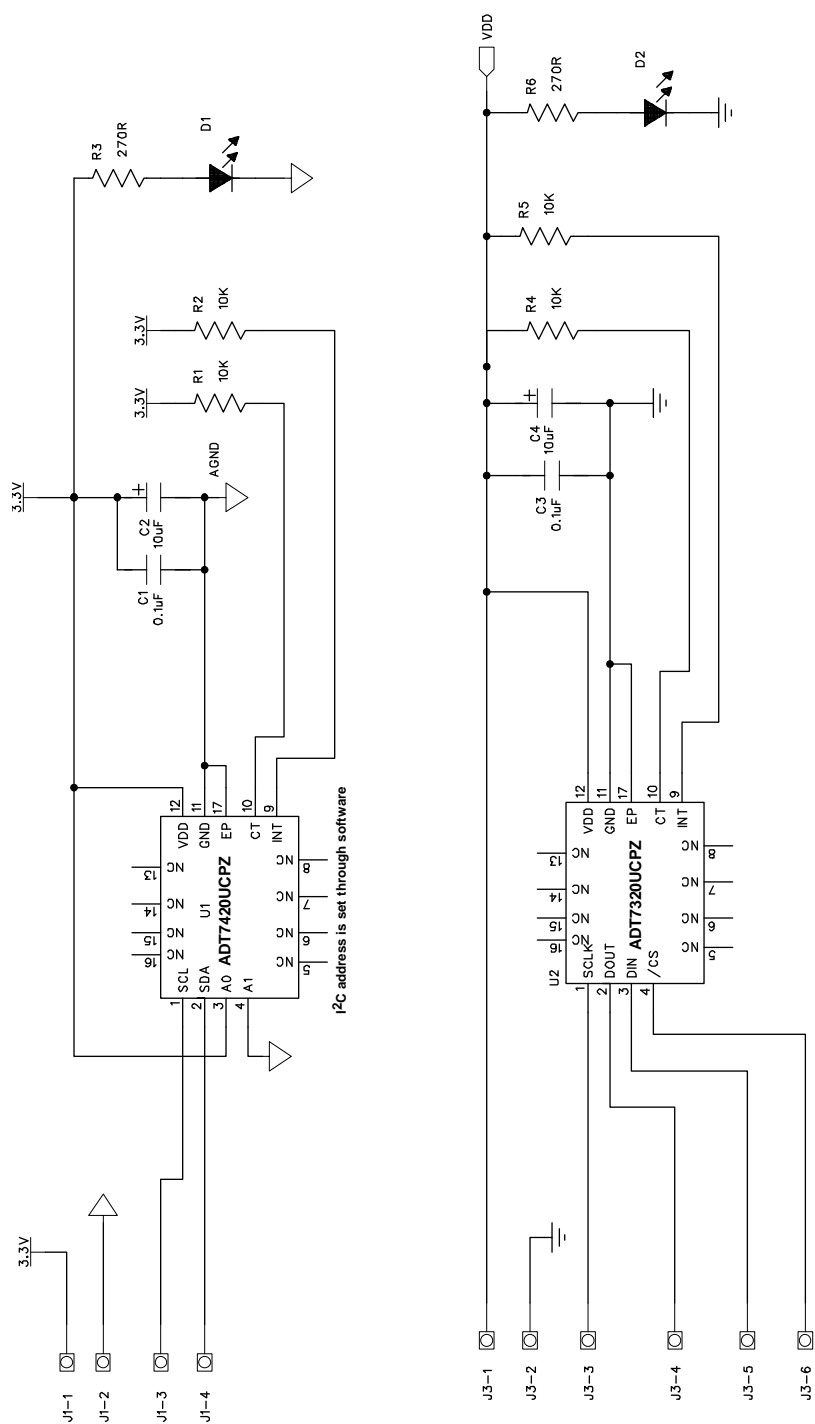 3.3V
R3
270R
D1
3.3V
R2
10K
3.3V
R1
10K
AGND
C2
10uF
C1
0.1uF
12
11
17
10
9
VDD
GND
EP
CT
INT
13
14
15
16
NC
NC
NC
NC
U1
ADT7420UCPZ
NC
NC
NC
NC
8
7
6
5
SCL
SDA
A0
A1
1
2
3
4
I²C address is set through software
3.3V
J1-1
J1-2
J1-3
J1-4
VDD
R6
270R
D2
R5
10K
R4
10K
C4
10uF
C3
0.1uF
12
11
17
10
9
VDD
GND
EP
CT
INT
13
14
15
16
NC
NC
NC
NC
ADT7320UCPZ
NC
NC
NC
NC
8
7
6
5
U2
SCLK
DOUT
DIN
/CS
1
2
3
4
J3-1
J3-2
J3-3
J3-4
J3-5
J3-6